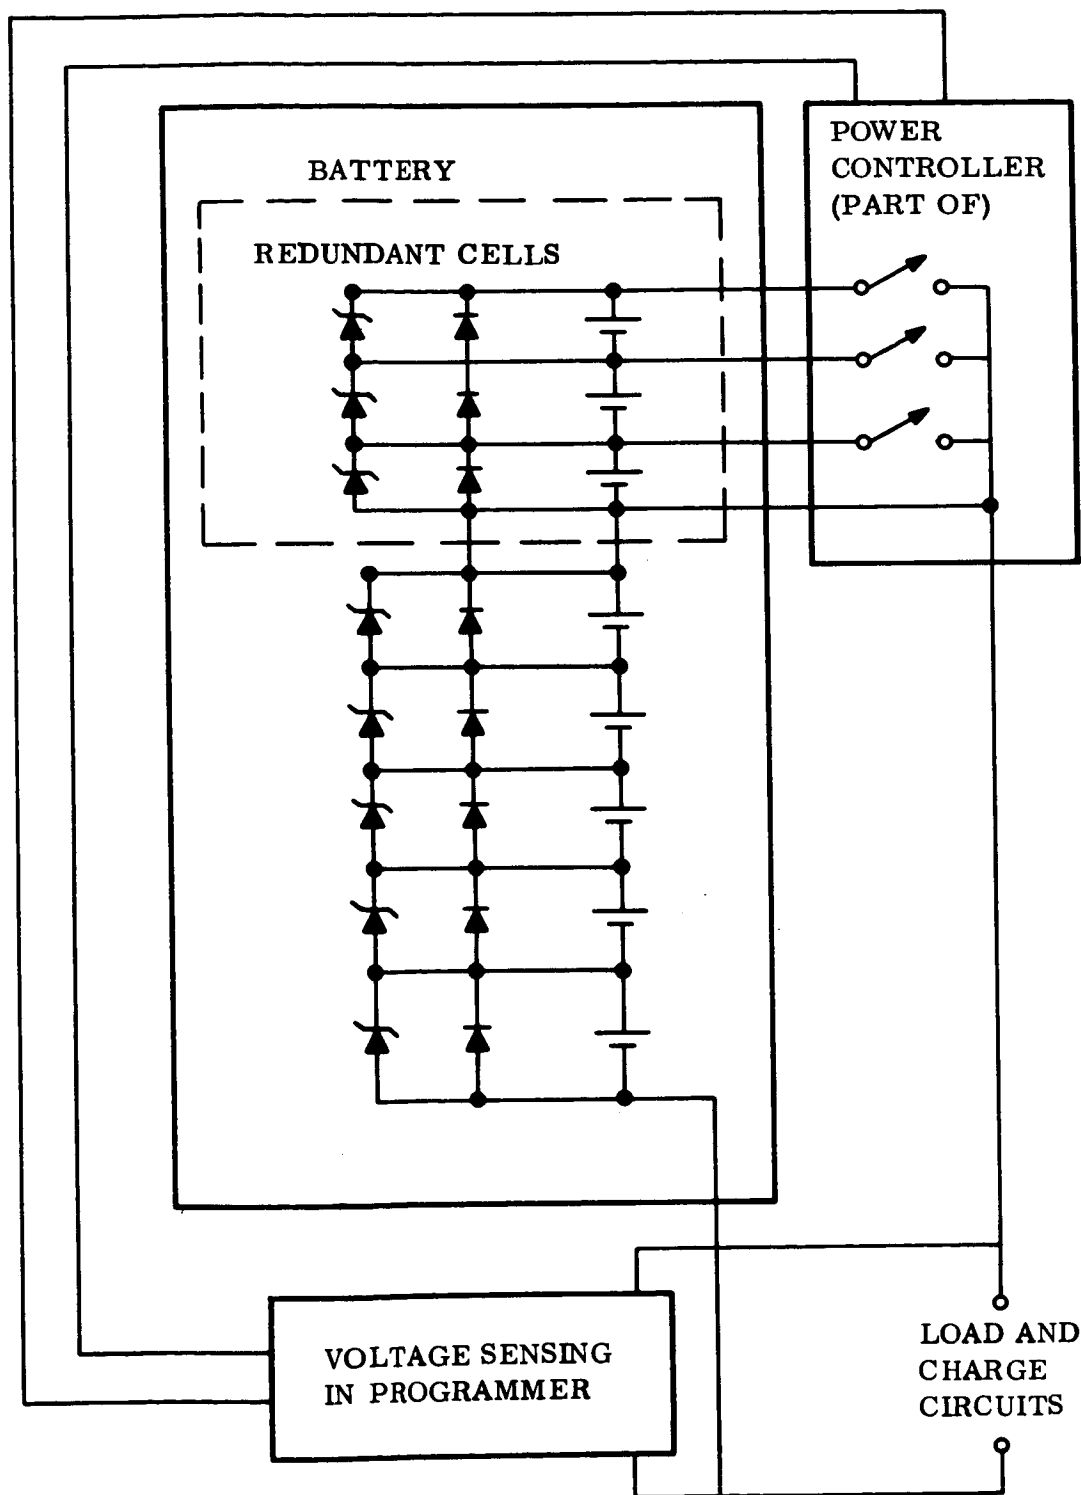 POWER
CONTROLLER
(PART OF)
BATTERY
REDUNDANT CELLS
VOLTAGE SENSING
IN PROGRAMMER
LOAD AND
CHARGE
CIRCUITS